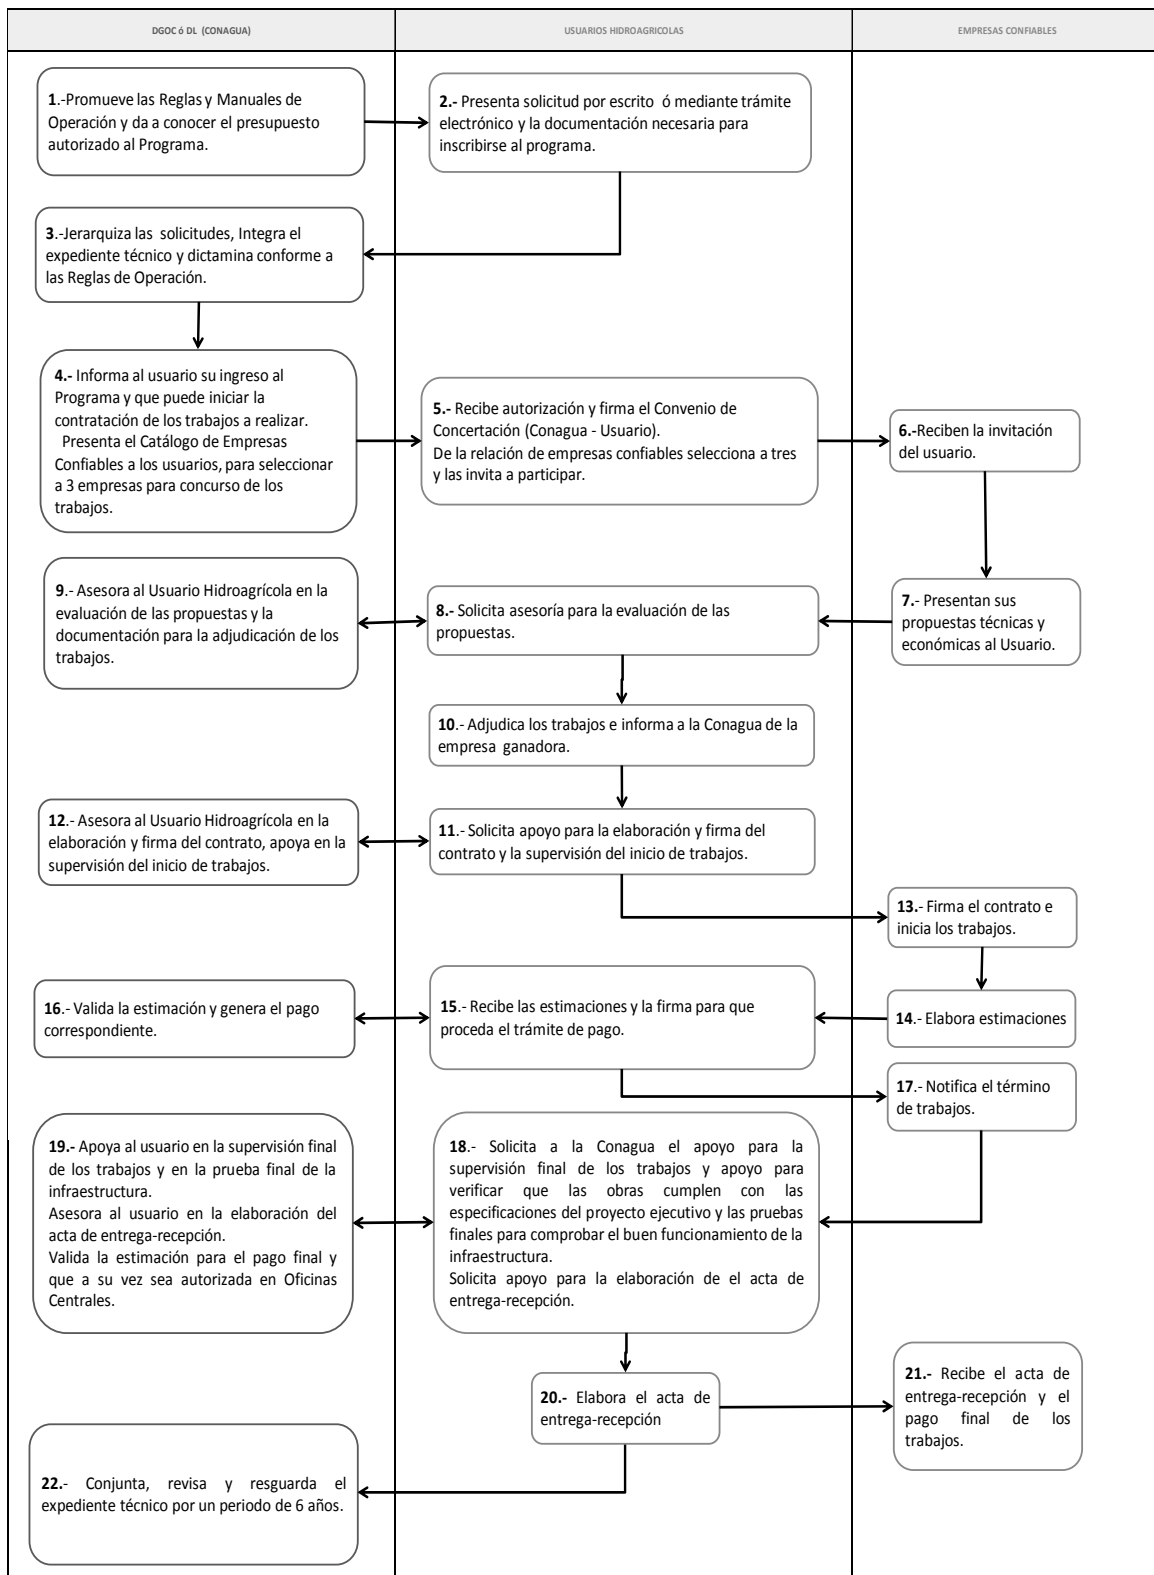 DGOC ó DL (CONAGUA)
USUARIOS HIDROAGRICOLAS
EMPRESAS CONFIABLES
1.-Promueve las Reglas y Manuales de
Operación y da a conocer el presupuesto
autorizado al Programa.
2.- Presenta solicitud por escrito ó mediante trámite
electrónico y la documentación necesaria para
inscribirse al programa.
3.-Jerarquiza las solicitudes, Integra el
expediente técnico y dictamina conforme a
las Reglas de Operación.
4.- Informa al usuario su ingreso al
Programa y que puede iniciar la
contratación de los trabajos a realizar.
Presenta el Catálogo de Empresas
Confiables a los usuarios, para seleccionar
a 3 empresas para concurso de los
trabajos.
5.- Recibe autorización y firma el Convenio de
Concertación (Conagua - Usuario).
De la relación de empresas confiables selecciona a tres
y las invita a participar.
6.-Reciben la invitación
del usuario.
9.- Asesora al Usuario Hidroagrícola en la
evaluación de las propuestas y la
documentación para la adjudicación de los
trabajos.
8.- Solicita asesoría para la evaluación de las
propuestas.
7.- Presentan sus
propuestas técnicas y
económicas al Usuario.
10.- Adjudica los trabajos e informa a la Conagua de la
empresa ganadora.
12.- Asesora al Usuario Hidroagrícola en la
elaboración y firma del contrato, apoya en la
supervisión del inicio de trabajos.
11.- Solicita apoyo para la elaboración y firma del
contrato y la supervisión del inicio de trabajos.
13.- Firma el contrato e
inicia los trabajos.
16.- Valida la estimación y genera el pago
correspondiente.
15.- Recibe las estimaciones y la firma para que
proceda el trámite de pago.
14.- Elabora estimaciones
17.- Notifica el término
de trabajos.
19.- Apoya al usuario en la supervisión final
de los trabajos y en la prueba final de la
infraestructura.
Asesora al usuario en la elaboración del
acta de entrega-recepción.
Valida la estimación para el pago final y
que a su vez sea autorizada en Oficinas
Centrales.
18.- Solicita a la Conagua el apoyo para la
supervisión final de los trabajos y apoyo para
verificar que las obras cumplen con las
especificaciones del proyecto ejecutivo y las pruebas
finales para comprobar el buen funcionamiento de la
infraestructura.
Solicita apoyo para la elaboración de el acta de
entrega-recepción.
20.- Elabora el acta de
entrega-recepción
21.- Recibe el acta de
entrega-recepción y el
pago final de los
trabajos.
22.- Conjunta, revisa y resguarda el
expediente técnico por un periodo de 6 años.